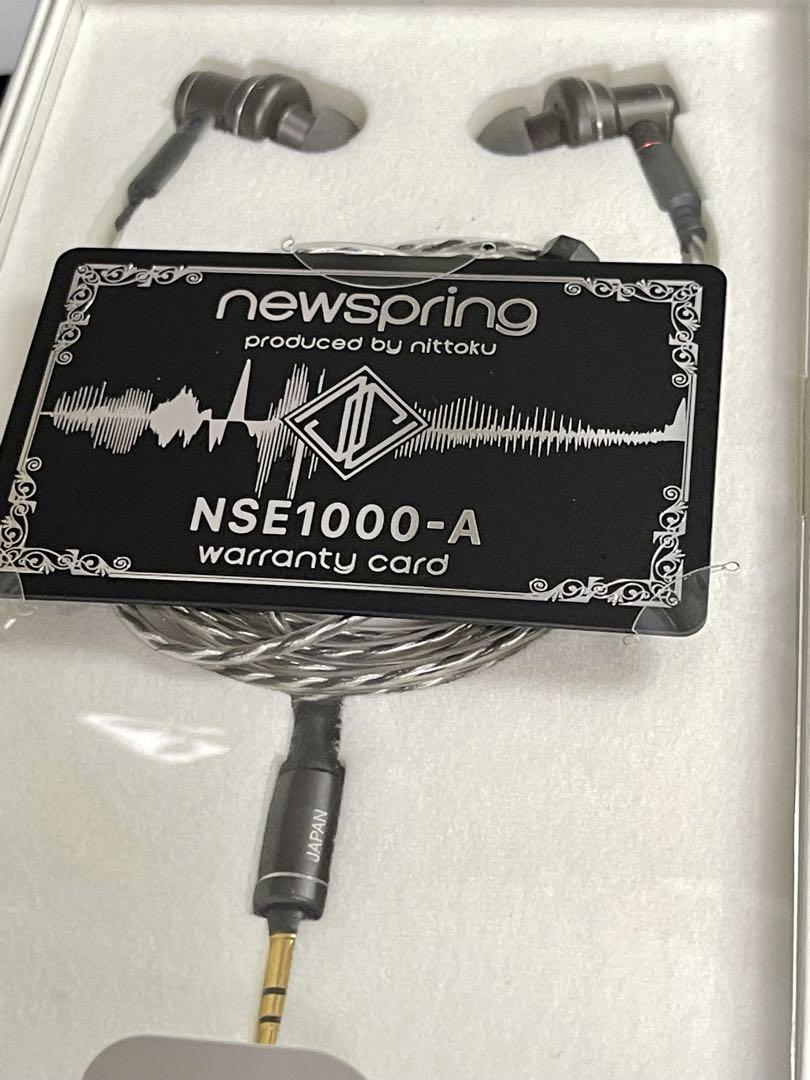 newspring
produced by nittoku
NSE1000-A
warranty card
JAPAN